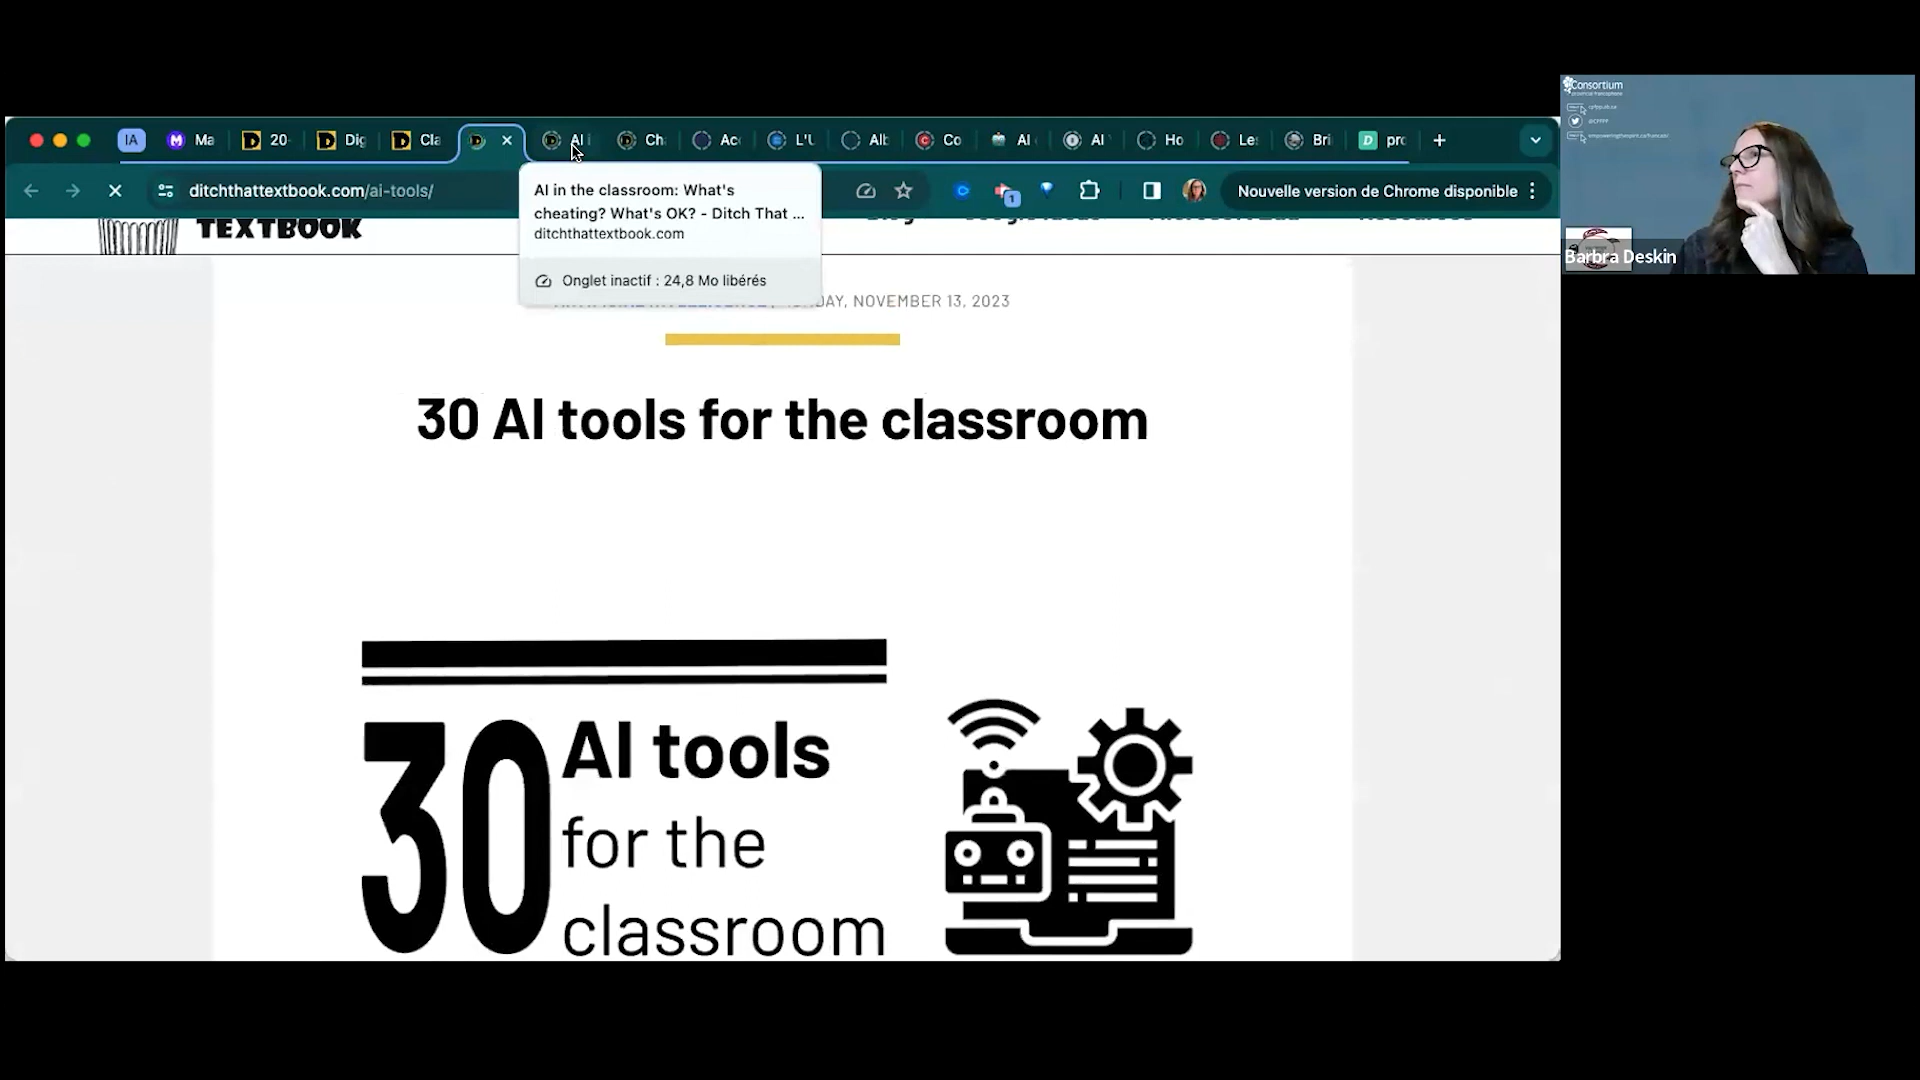 IA
Ma
20
Dig
Cla
AI i
Ch
Ac
L'U
Alb
Co
AI
AI
Ho
Le
Bri
pro
ditchthattextbook.com/ai-tools/
Nouvelle version de Chrome disponible
AI in the classroom: What's
cheating? What's OK? - Ditch That ...
ditchthattextbook.com
Onglet inactif : 24,8 Mo libérés
TEXTBOOK
NOVEMBER 13, 2023
30 AI tools for the classroom
30
AI tools
for the
classroom
Consortium
Barbra Deskin